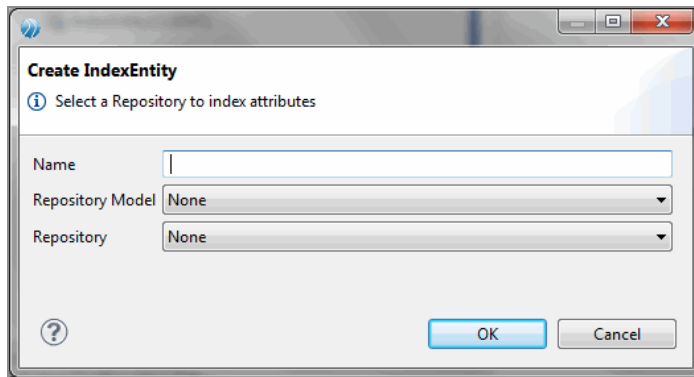 Create IndexEntity
Select a Repository to index attributes
Name
Repository Model None
Repository None
OK Cancel